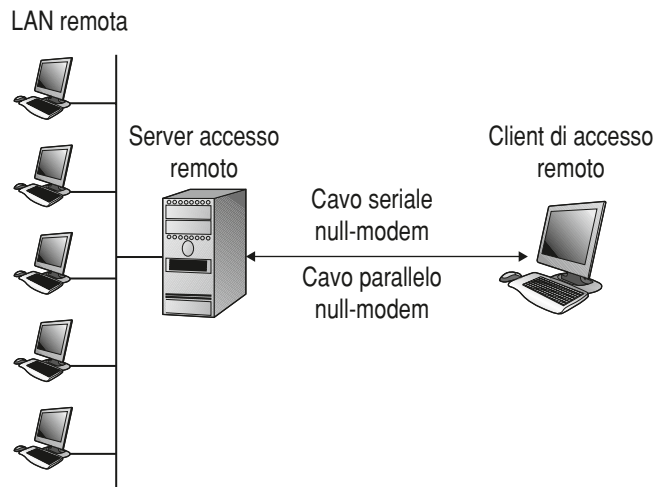 LAN remota
Server accesso
remoto
Client di accesso
remoto
Cavo seriale
null-modem
Cavo parallelo
null-modem